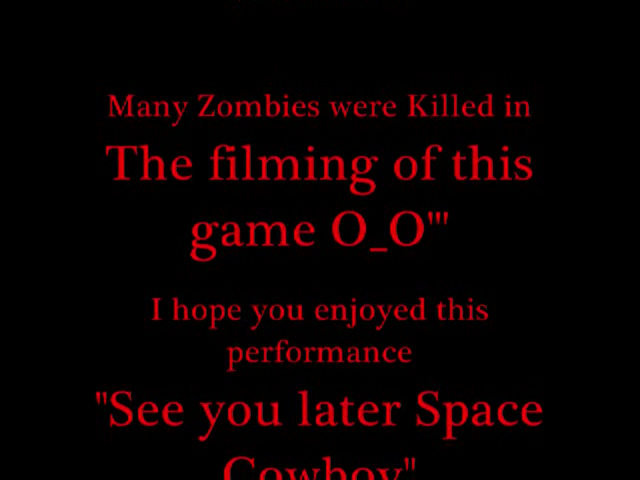 Many Zombies were Killed in
The filming of this
game O_O'"
I hope you enjoyed this
performance
"See you later Space
Cowboy"